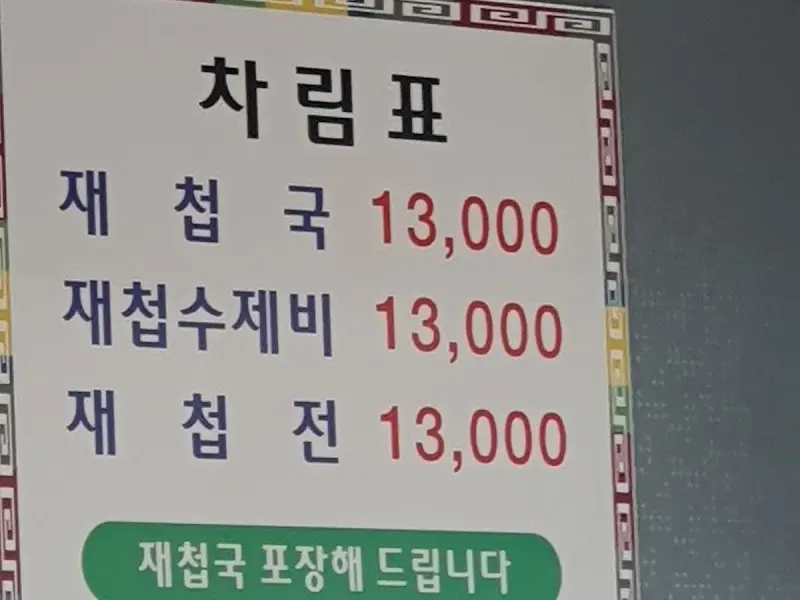 차림표
재첩국 13,000
재첩수제비 13,000
재첩전 13,000
재첩국 포장해 드립니다